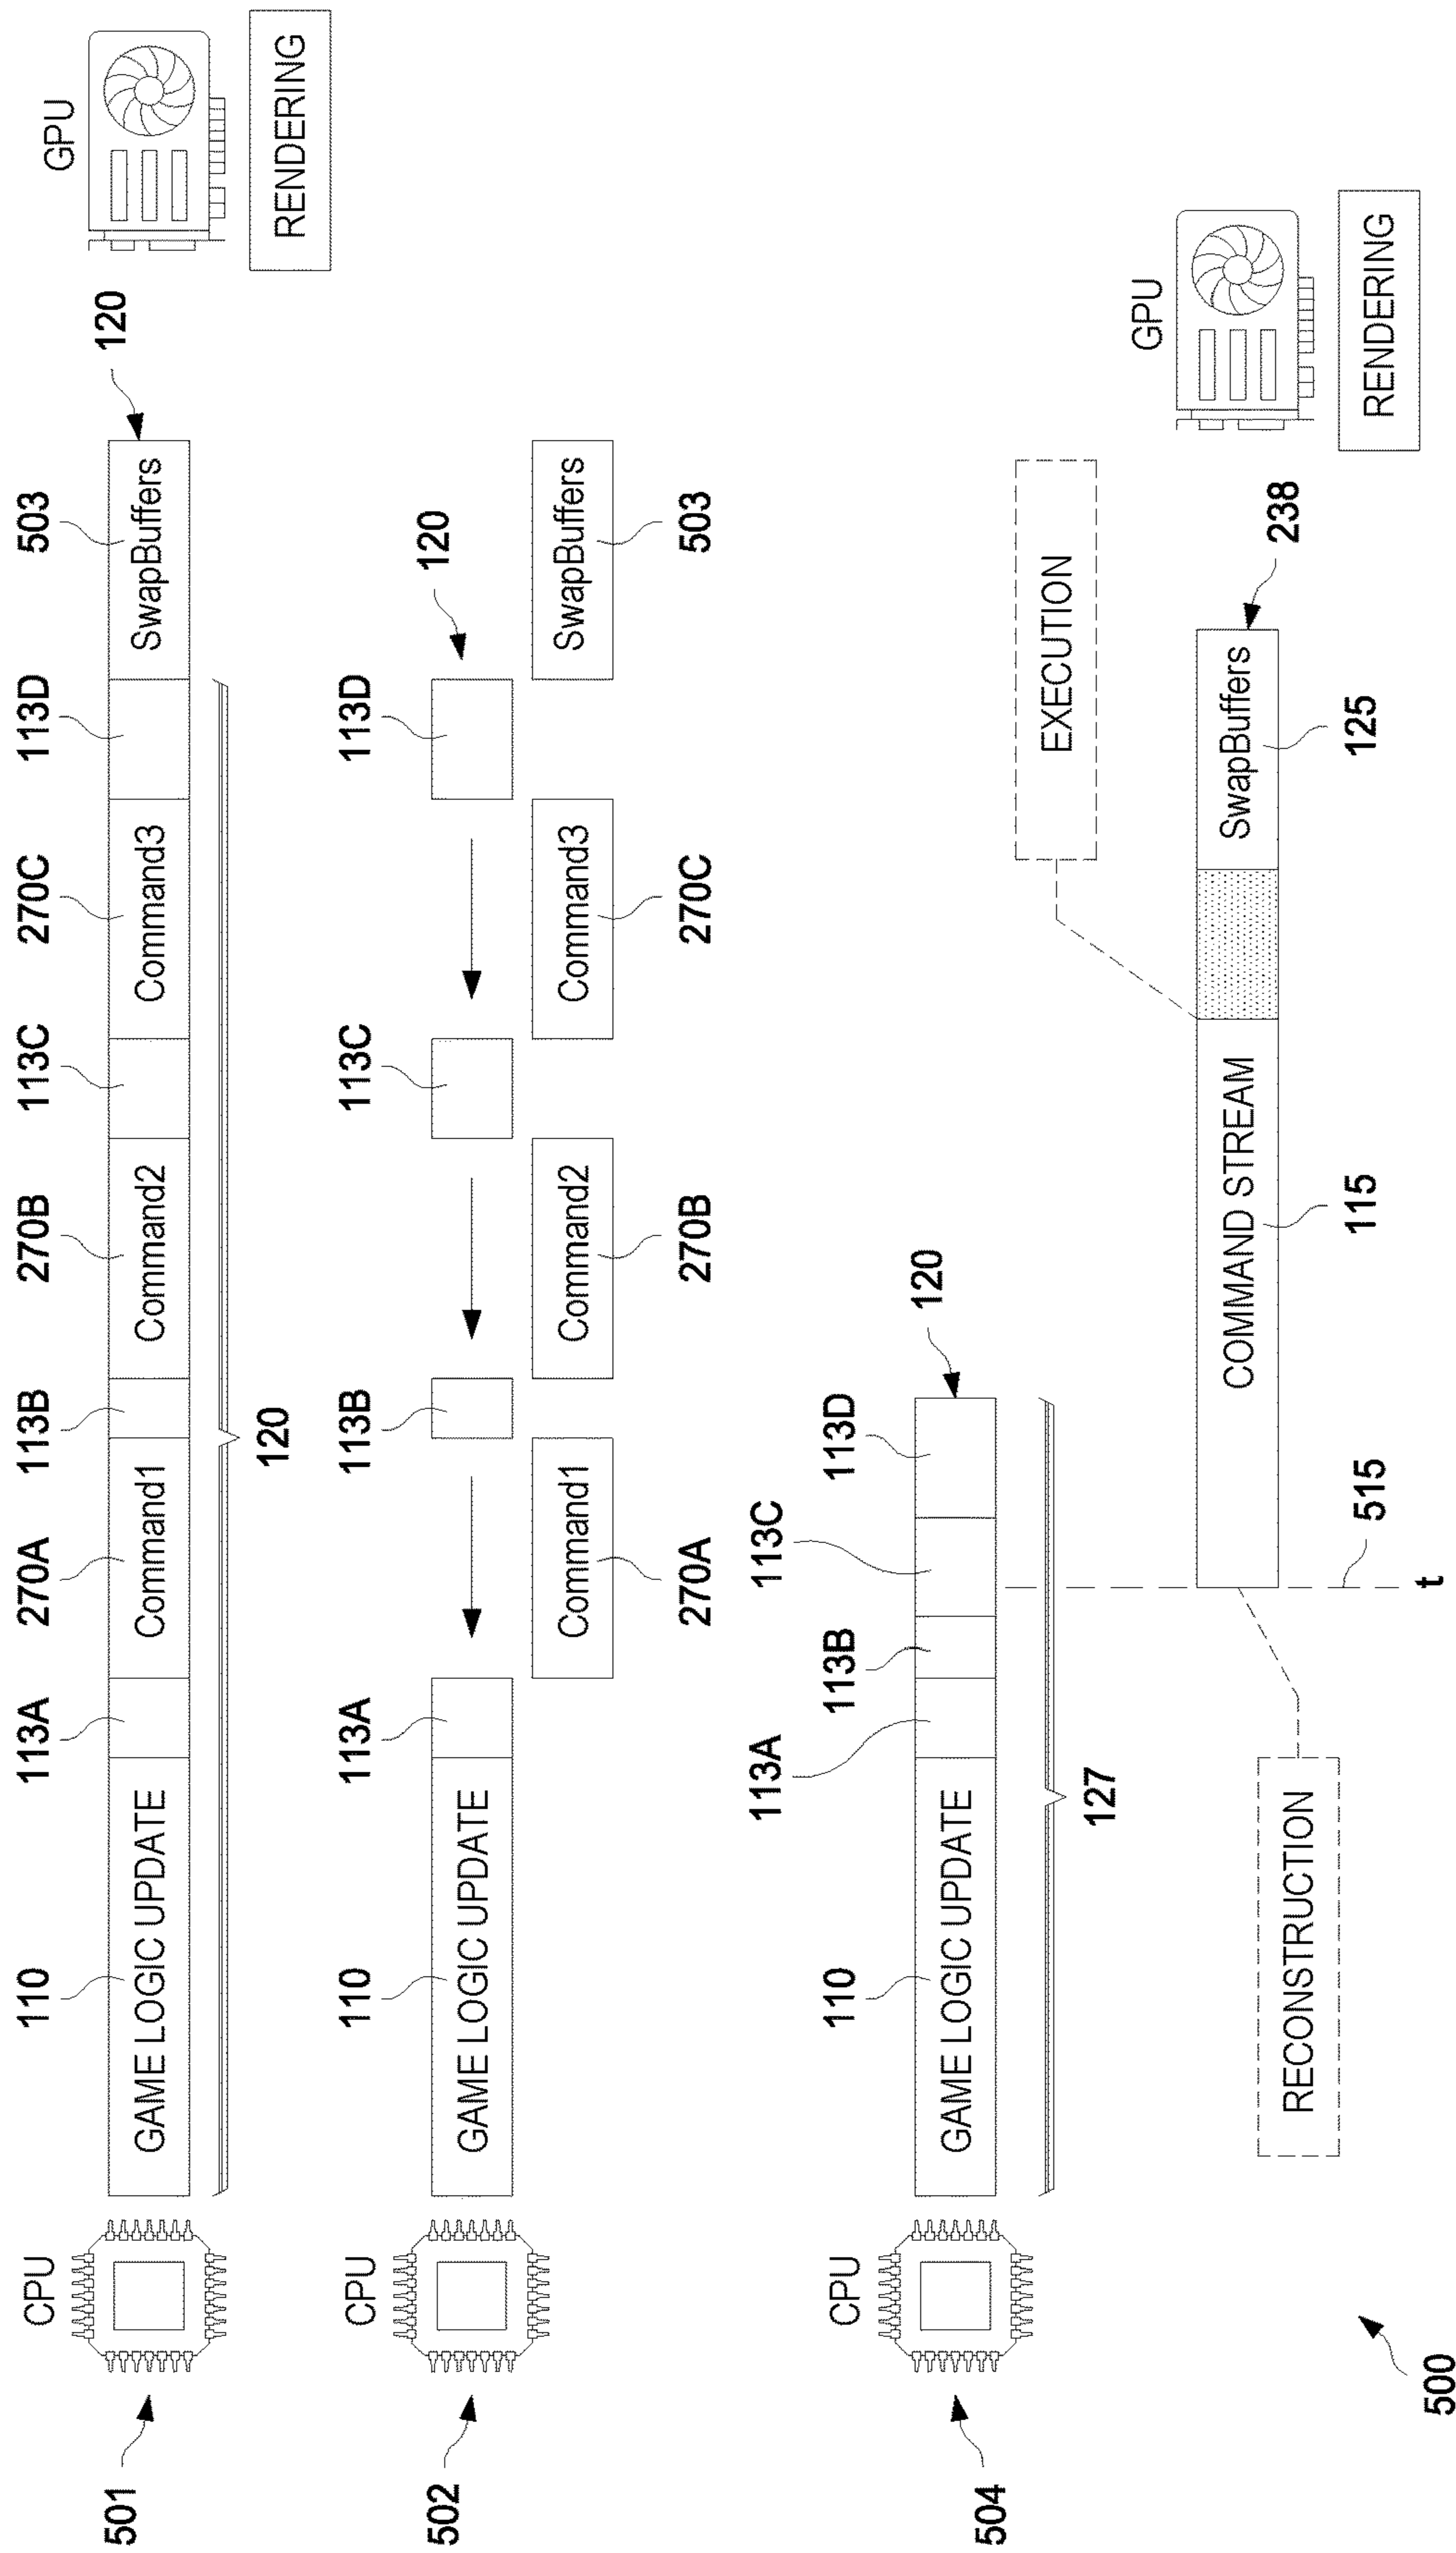 113A 270A 113B 270B 113C 270C 113D 503
CPU GPU
501 GAME LOGIC UPDATE Command1 Command2 Command3 SwapBuffers 120
110
120
RENDERING
110 113A 113B 113C 113D 120
CPU
502 GAME LOGIC UPDATE
Command1 Command2 Command3 SwapBuffers
270A 270B 270C 503
113A 113B 113C 113D
110 120
CPU
504 GAME LOGIC UPDATE
127
EXECUTION
GPU
COMMAND STREAM SwapBuffers 238
RECONSTRUCTION
115 125
RENDERING
515
t
500